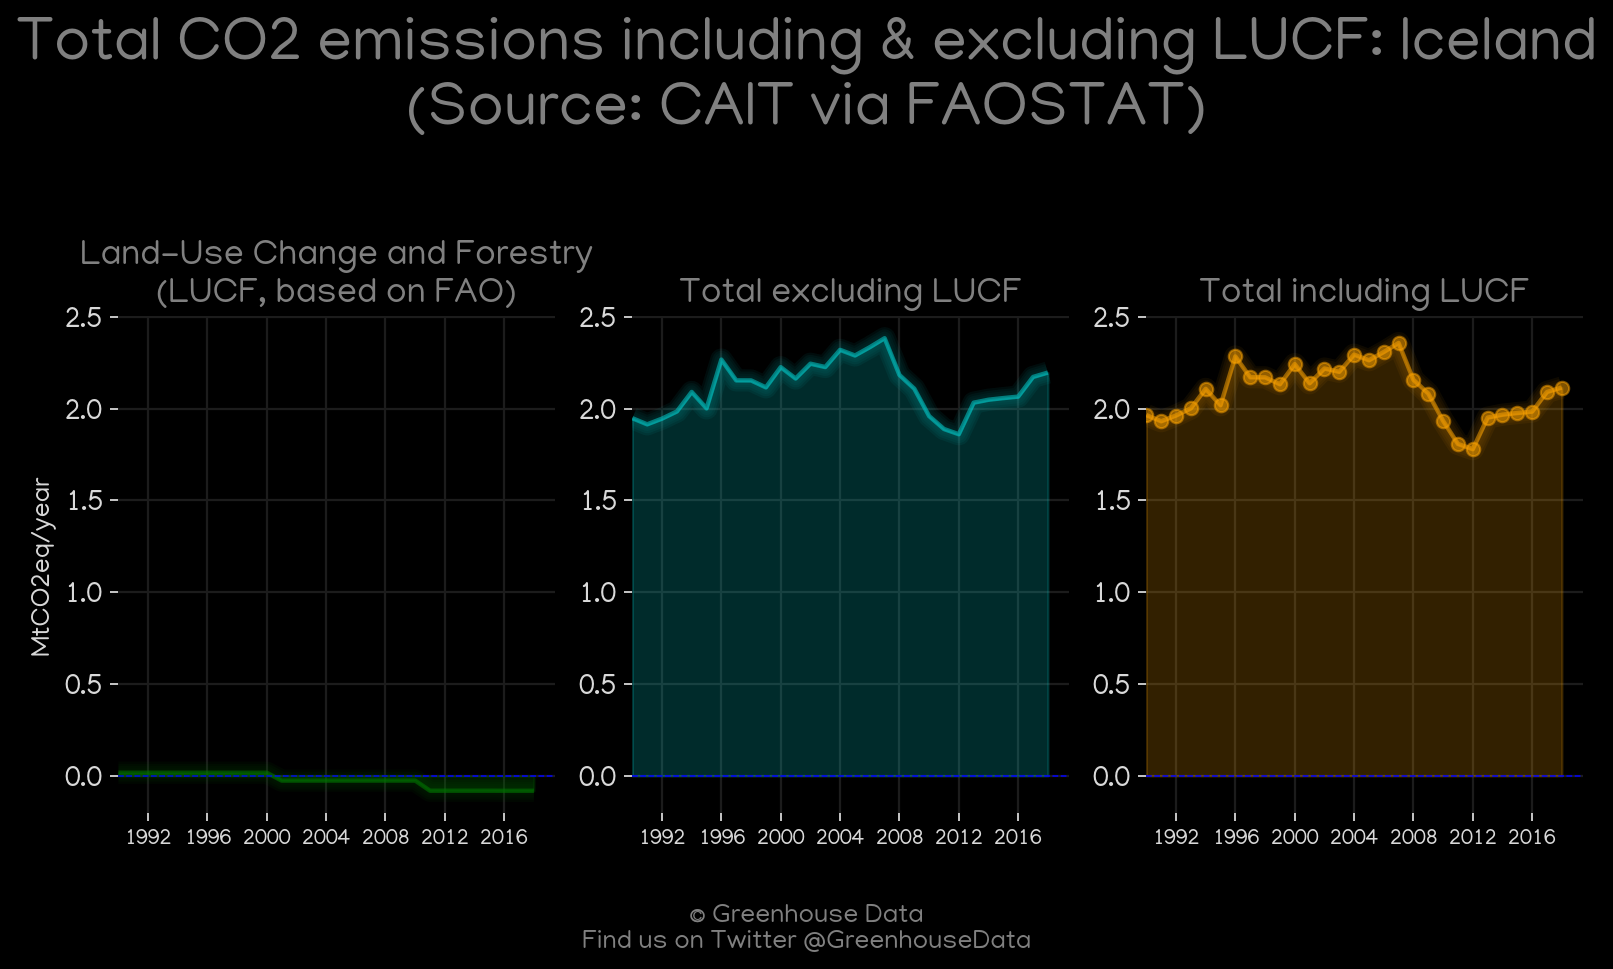 Total CO2 emissions including & excluding LUCF: Iceland
(Source: CAIT via FAOSTAT)
Land-Use Change and Forestry
(LUCF, based on FAO)
Total excluding LUCF
Total including LUCF
MtCO2eq/year
2.5
2.0
1.5
1.0
0.5
0.0
1992 1996 2000 2004 2008 2012 2016
2.5
2.0
1.5
1.0
0.5
0.0
1992 1996 2000 2004 2008 2012 2016
2.5
2.0
1.5
1.0
0.5
0.0
1992 1996 2000 2004 2008 2012 2016
© Greenhouse Data
Find us on Twitter @GreenhouseData